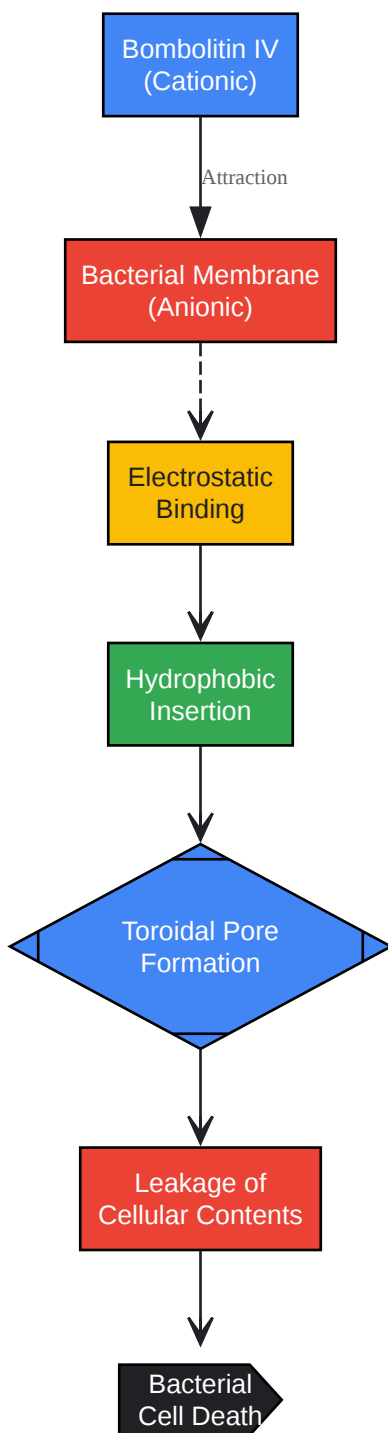 Bombolitin IV
(Cationic)
Attraction
Bacterial Membrane
(Anionic)
Electrostatic
Binding
Hydrophobic
Insertion
Toroidal Pore
Formation
Leakage of
Cellular Contents
Bacterial
Cell Death